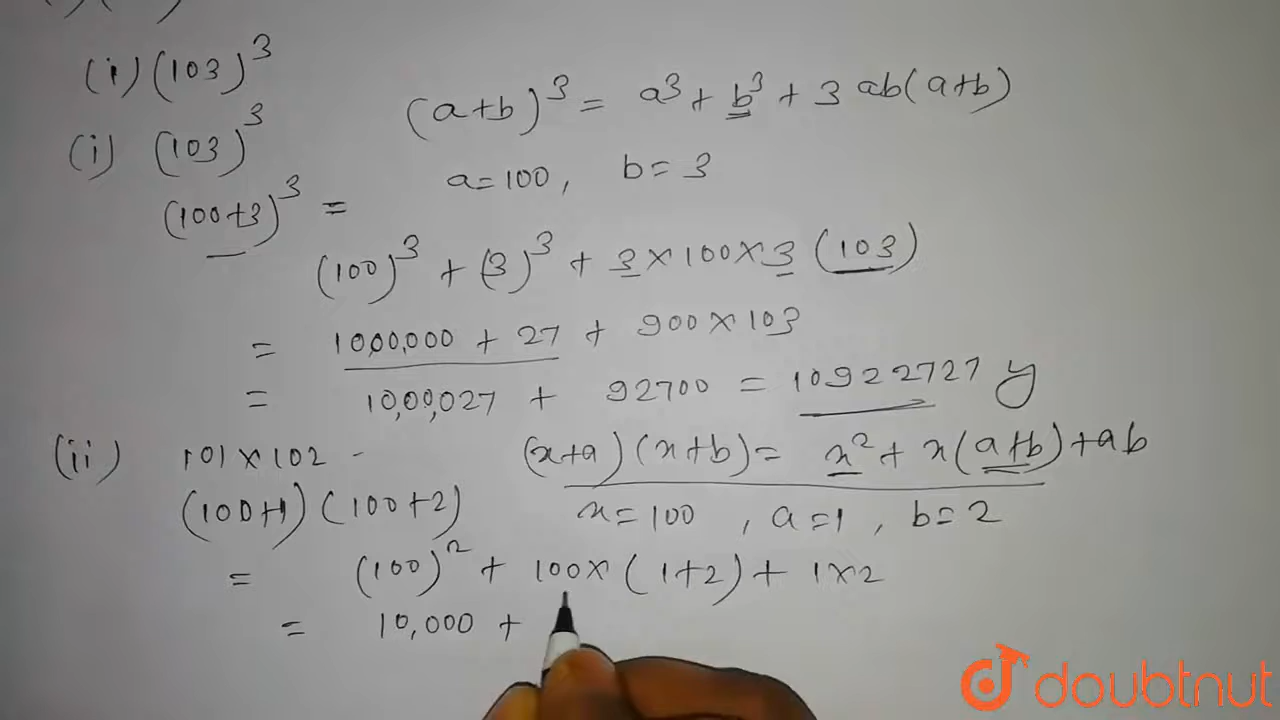 (i) (103)³
(a+b)³ = a³ + b³ + 3 ab(a+b)
(i) (103)³
a=100, b=3
(100+3)³ =
(100)³ + (3)³ + 3×100×3 (103)
= 10,00,000 + 27 + 900×103
= 10,00,027 + 92700 = 10922727
(ii) 101×102 -
(x+a)(x+b)= x² + x(a+b)+ab
(100+1)(100+2)
x=100, a=1, b=2
= (100)² + 100×(1+2)+ 1×2
= 10,000 +
doubtnut